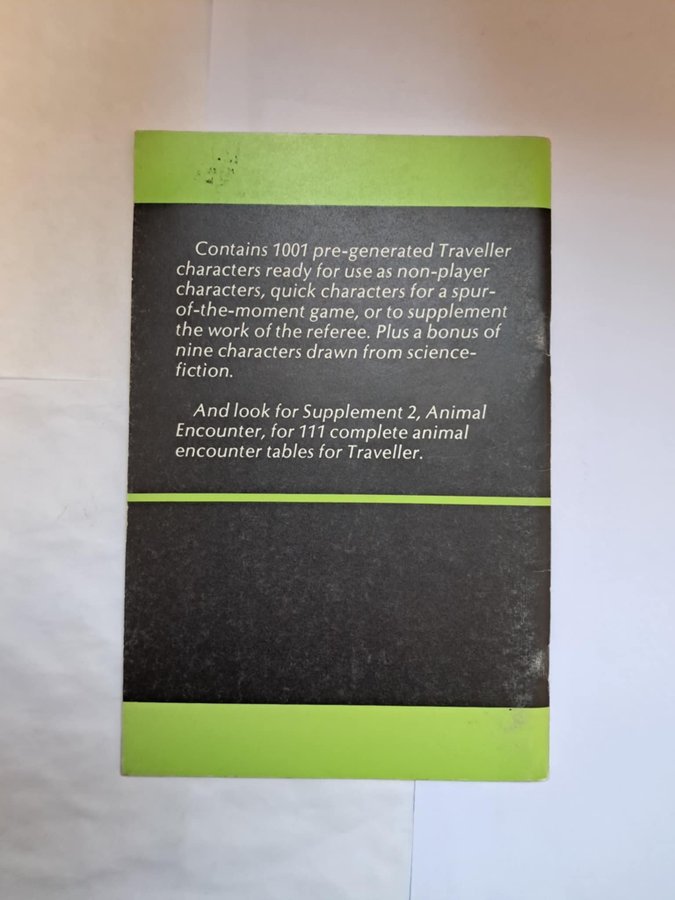 Contains 1001 pre-generated Traveller
characters ready for use as non-player
characters, quick characters for a spur-
of-the-moment game, or to supplement
the work of the referee. Plus a bonus of
nine characters drawn from science-
fiction.
And look for Supplement 2, Animal
Encounter, for 111 complete animal
encounter tables for Traveller.